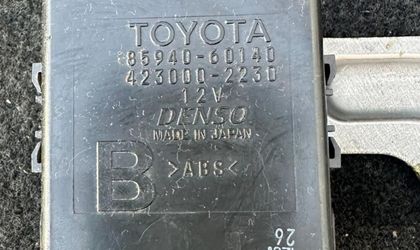 TOYOTA
85940-60140
423000-2230
12V
DENSO
MADE IN JAPAN
B >ABS<
26